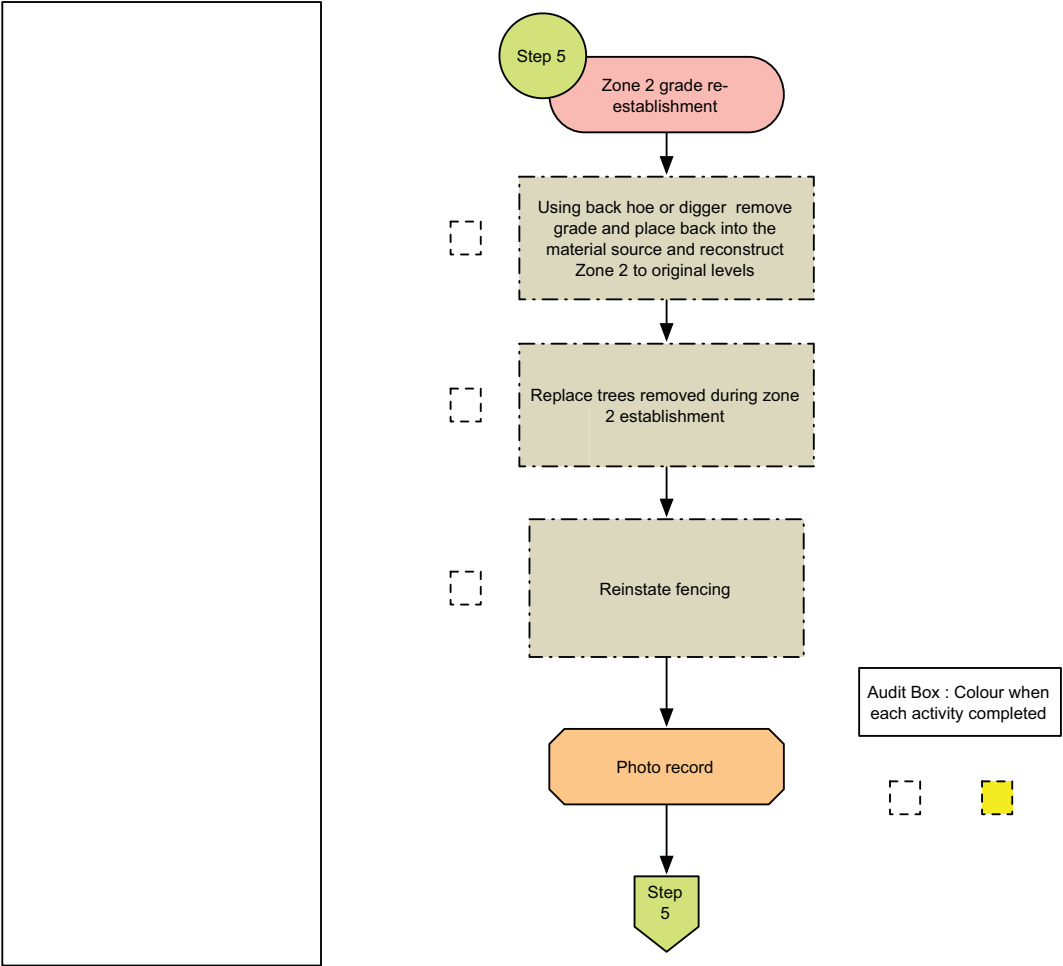 Step 5
Zone 2 grade re-
establishment
Using back hoe or digger remove
grade and place back into the
material source and reconstruct
Zone 2 to original levels
Replace trees removed during zone
2 establishment
Reinstate fencing
Audit Box : Colour when
each activity completed
Photo record
Step
5